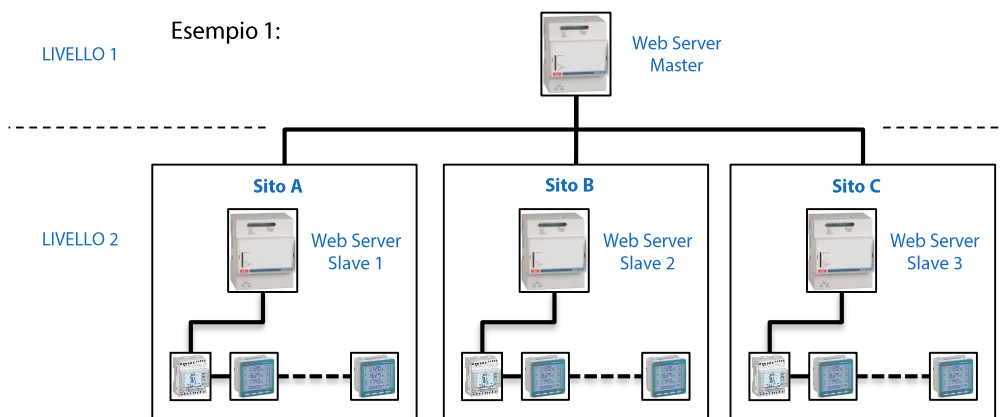 Esempio 1:
LIVELLO 1
Web Server
Master
Sito A
Sito B
Sito C
LIVELLO 2
Web Server
Slave 1
Web Server
Slave 2
Web Server
Slave 3